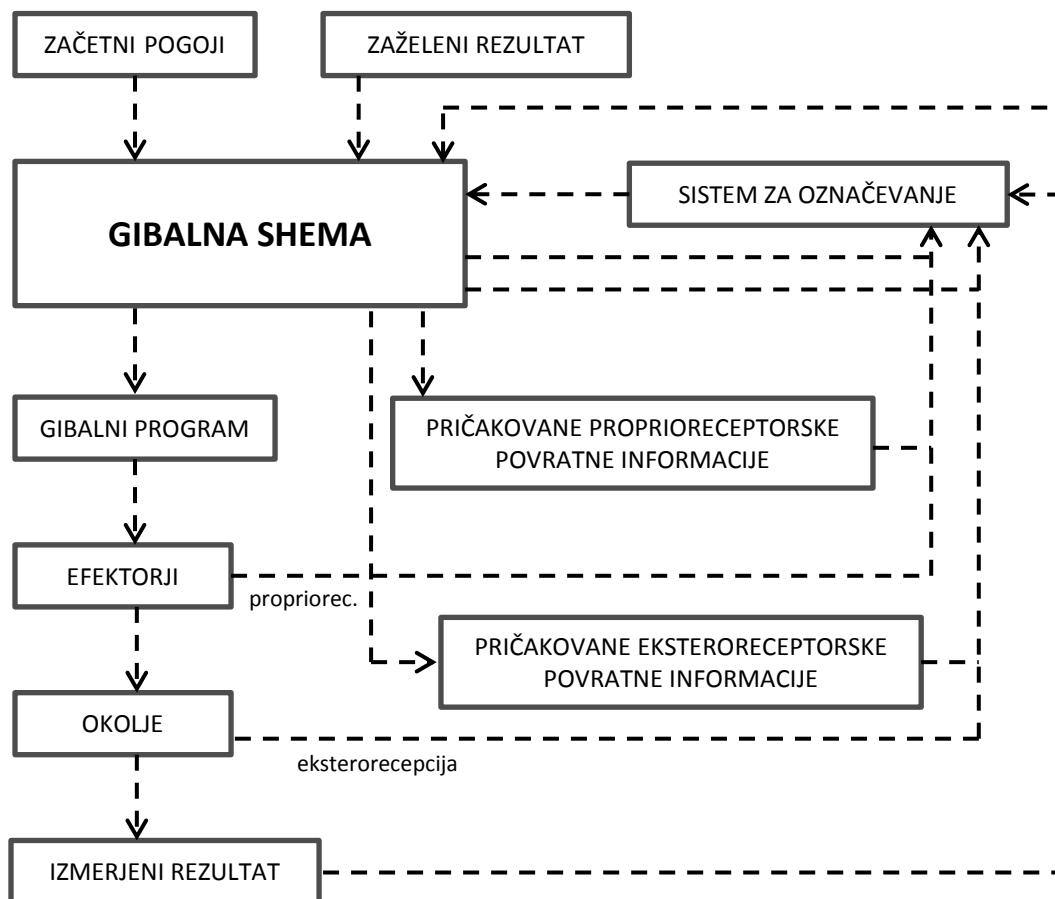 ZAČETNI POGOJI
ZAŽELENI REZULTAT
GIBALNA SHEMA
SISTEM ZA OZNAČEVANJE
GIBALNI PROGRAM
PRIČAKOVANE PROPRIORECEPTORSKE
POVRATNE INFORMACIJE
EFEKTORJI
propriorec.
PRIČAKOVANE EKSTERORECEPTORSKE
POVRATNE INFORMACIJE
OKOLJE
eksterorecepcija
IZMERJENI REZULTAT